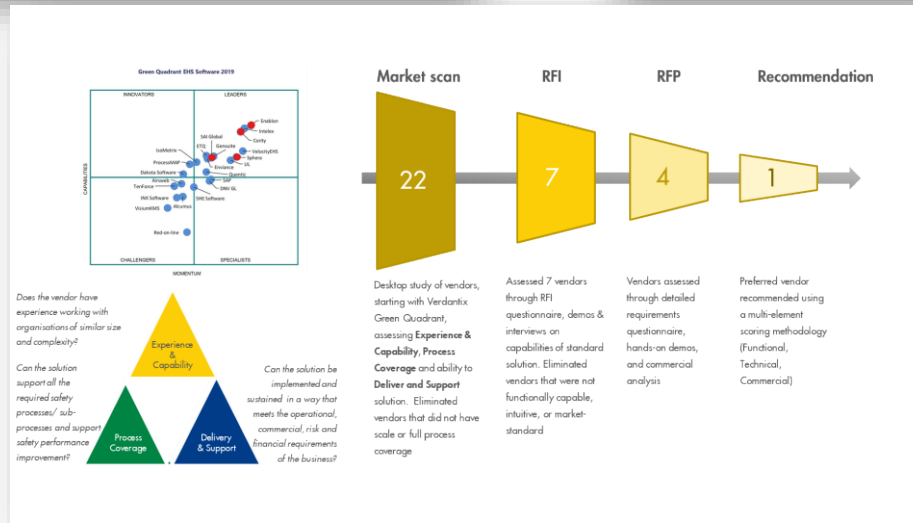 Green Quadrant EHS Software 2019
INNOVATORS
LEADERS
Enablon
Intelex
Cority
SAI Global
ETQ
Gensuite
VelocityEHS
Sphera
UL
IsoMetrix
ProcessMAP
Enviance
Quentic
Dakota Software
SAP
DNV GL
Airsweb
TenForce
SHE Software
INX Software
Ricomos
VisiumEMS
Red-on-line
CAPABILITIES
CHALLENGERS
SPECIALISTS
MOMENTUM
Does the vendor have
experience working with
organisations of similar size
and complexity?
Can the solution
support all the
required safety
processes/ sub-
processes and support
safety performance
improvement?
Experience
&
Capability
Process
Coverage
Delivery
& Support
Can the solution be
implemented and
sustained in a way that
meets the operational,
commercial, risk and
financial requirements
of the business?
Market scan
RFI
RFP
Recommendation
22
7
4
1
Desktop study of vendors,
starting with Verdantix
Green Quadrant,
assessing Experience &
Capability, Process
Coverage and ability to
Deliver and Support
solution. Eliminated
vendors that did not have
scale or full process
coverage
Assessed 7 vendors
through RFI
questionnaire, demos &
interviews on
capabilities of standard
solution. Eliminated
vendors that were not
functionally capable,
intuitive, or market-
standard
Vendors assessed
through detailed
requirements
questionnaire,
hands-on demos,
and commercial
analysis
Preferred vendor
recommended using
a multi-element
scoring methodology
(Functional,
Technical,
Commercial)